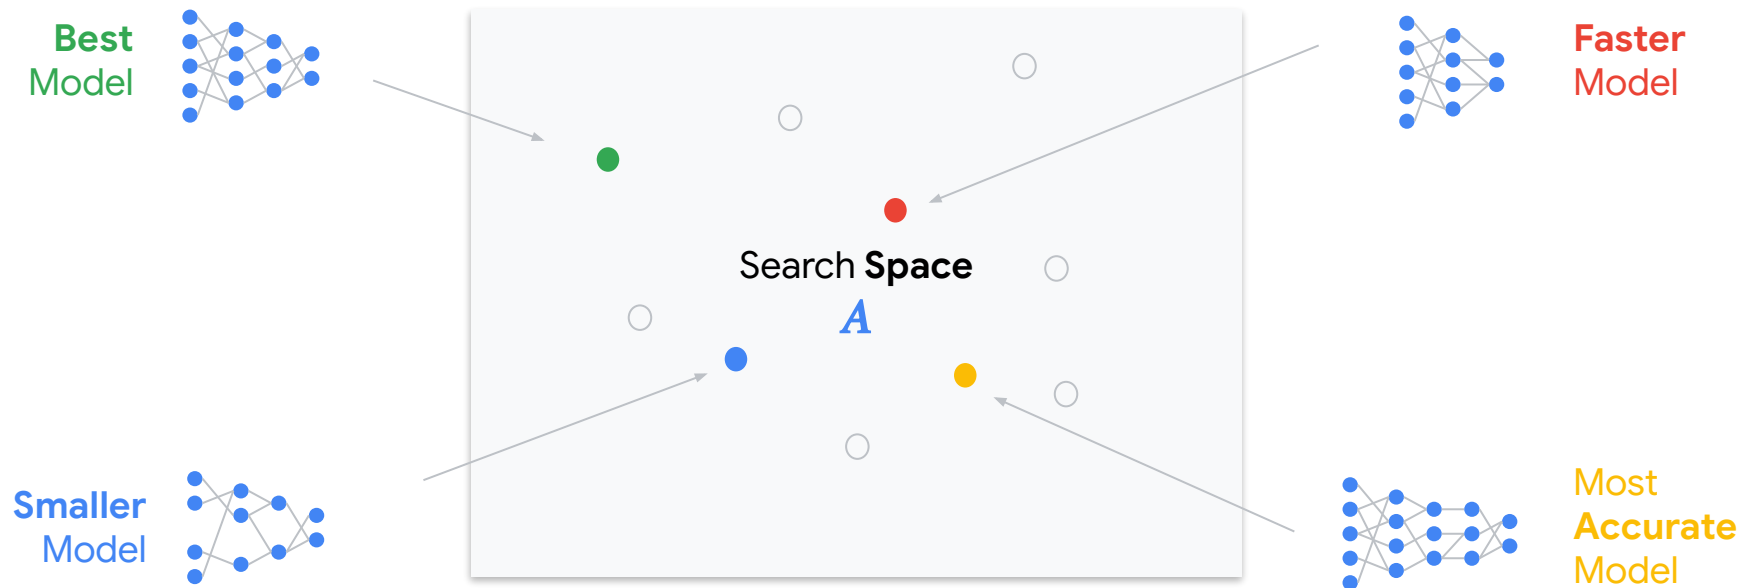 Best
Model
Faster
Model
Search Space
A
Smaller
Model
Most
Accurate
Model